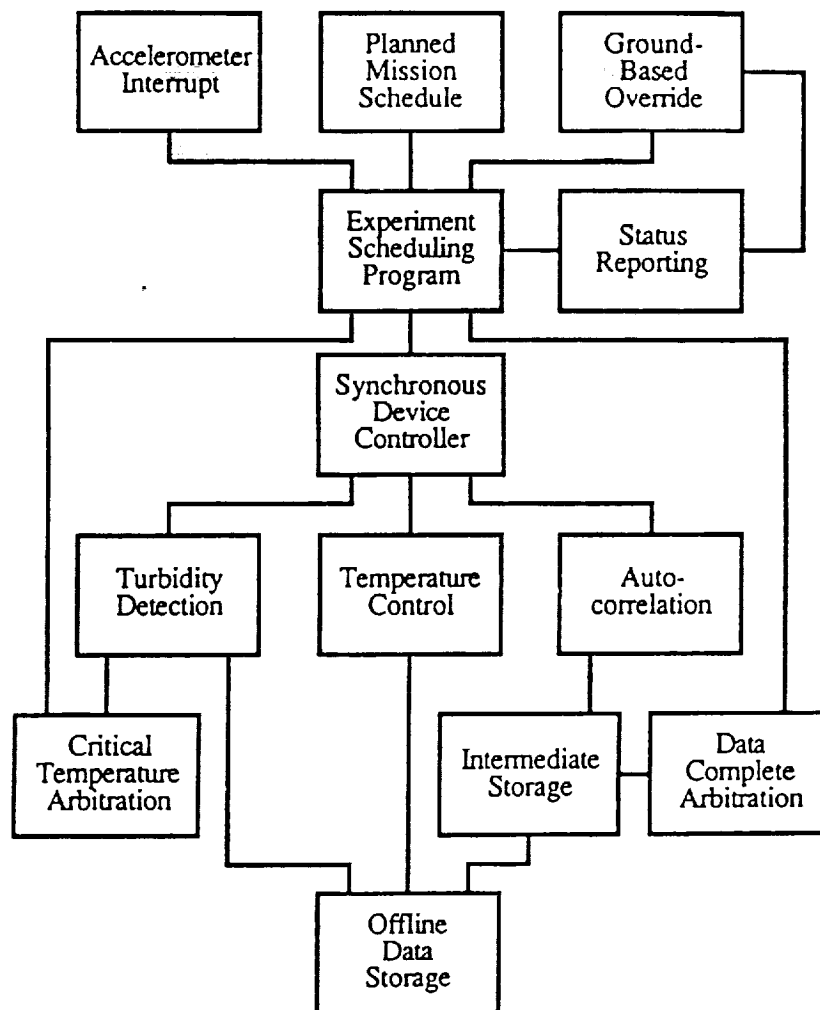 Accelerometer
Interrupt
Planned
Mission
Schedule
Ground-
Based
Override
Experiment
Scheduling
Program
Status
Reporting
Synchronous
Device
Controller
Turbidity
Detection
Temperature
Control
Auto-
correlation
Critical
Temperature
Arbitration
Intermediate
Storage
Data
Complete
Arbitration
Offline
Data
Storage